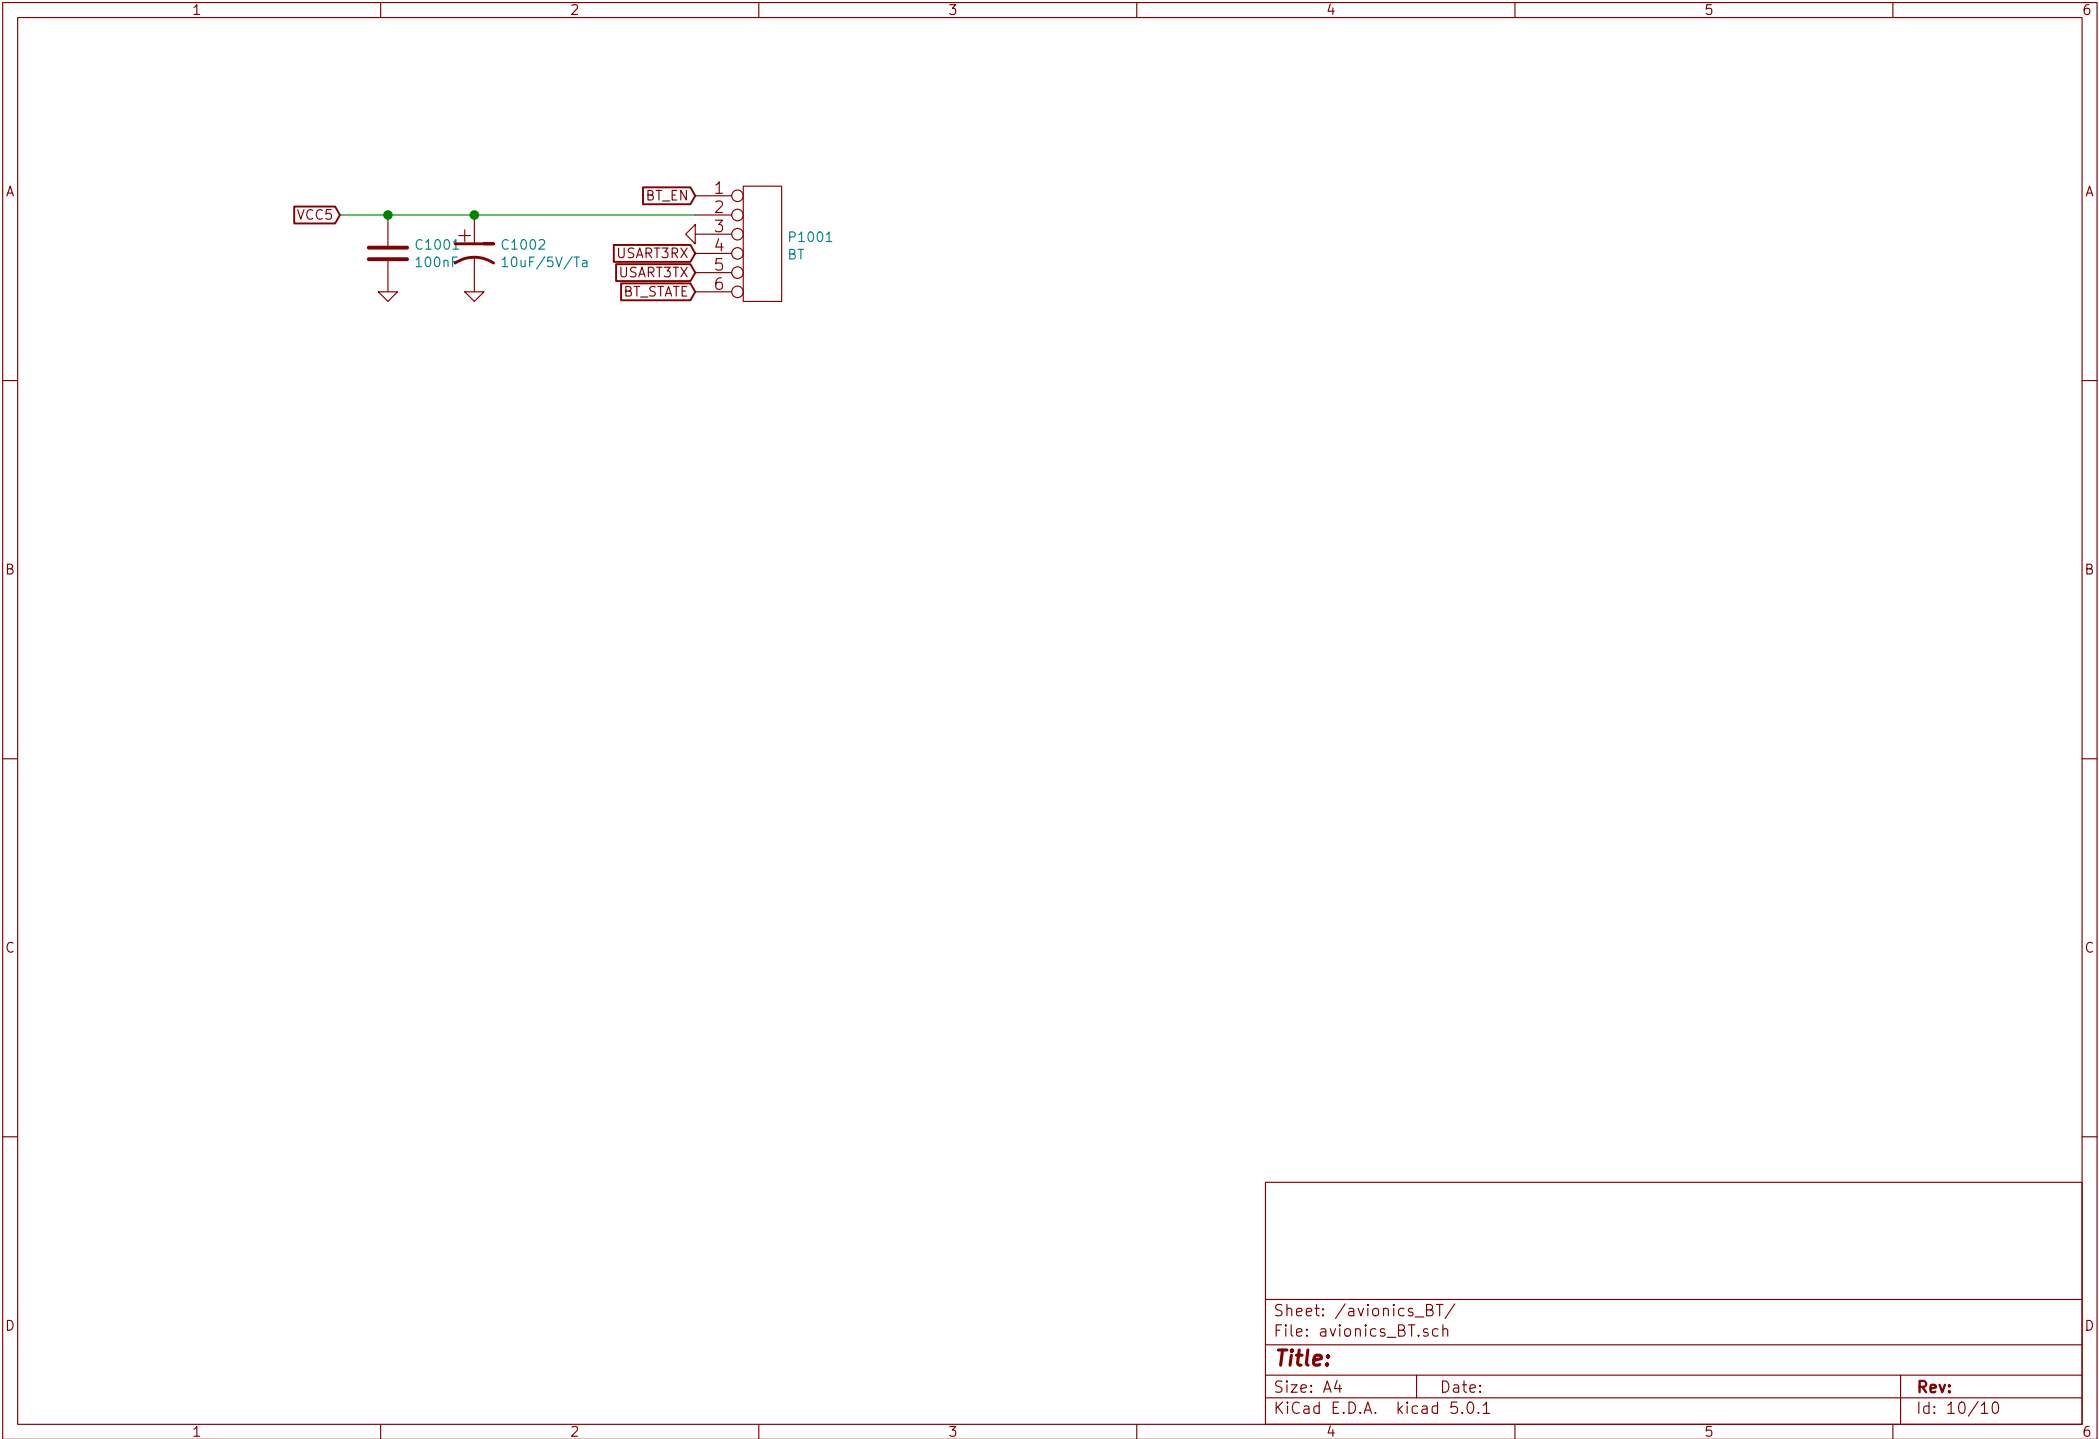 1 2 3 4 5 6
A A
BT_EN 1
VCC5 2
3
C1001 C1002 USART3RX 4 P1001
100nF 10uF/5V/Ta BT
USART3TX 5
BT_STATE 6
B B
C C
Sheet: /avionics_BT/
File: avionics_BT.sch
D D
Title:
Size: A4 Date: Rev:
KiCad E.D.A. kicad 5.0.1 Id: 10/10
1 2 3 4 5 6